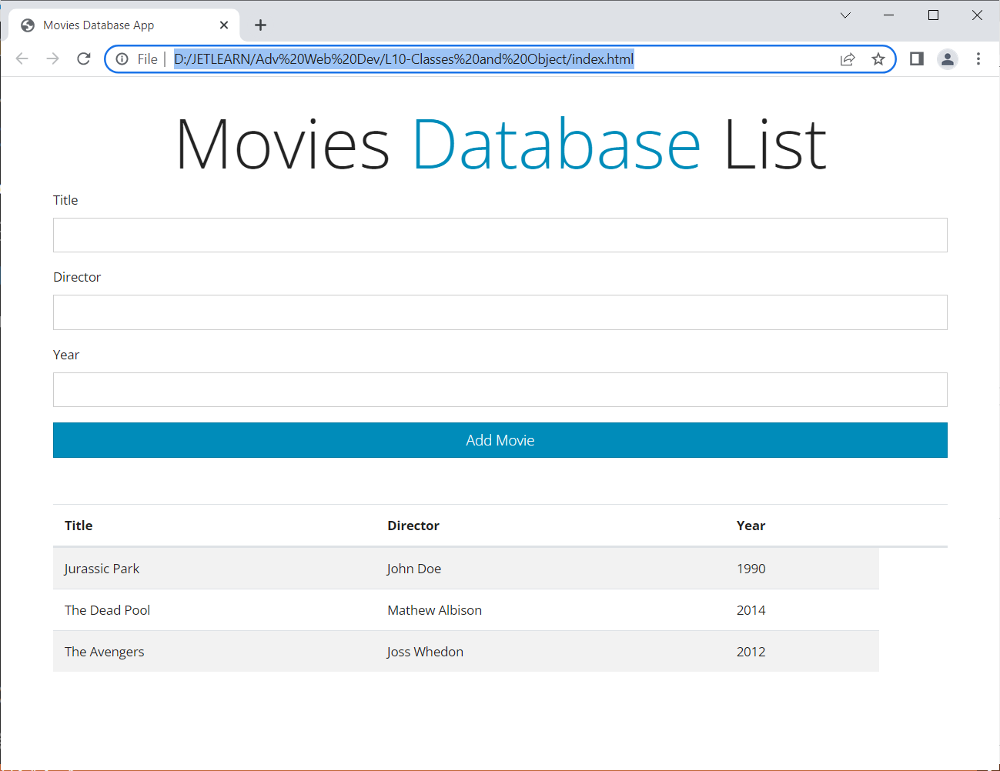 Movies Database App
File | D:/JETLEARN/Adv%20Web%20Dev/L10-Classes%20and%20Object/index.html
Movies Database List
Title
Director
Year
Add Movie
Title Director Year
Jurassic Park John Doe 1990
The Dead Pool Mathew Albison 2014
The Avengers Joss Whedon 2012